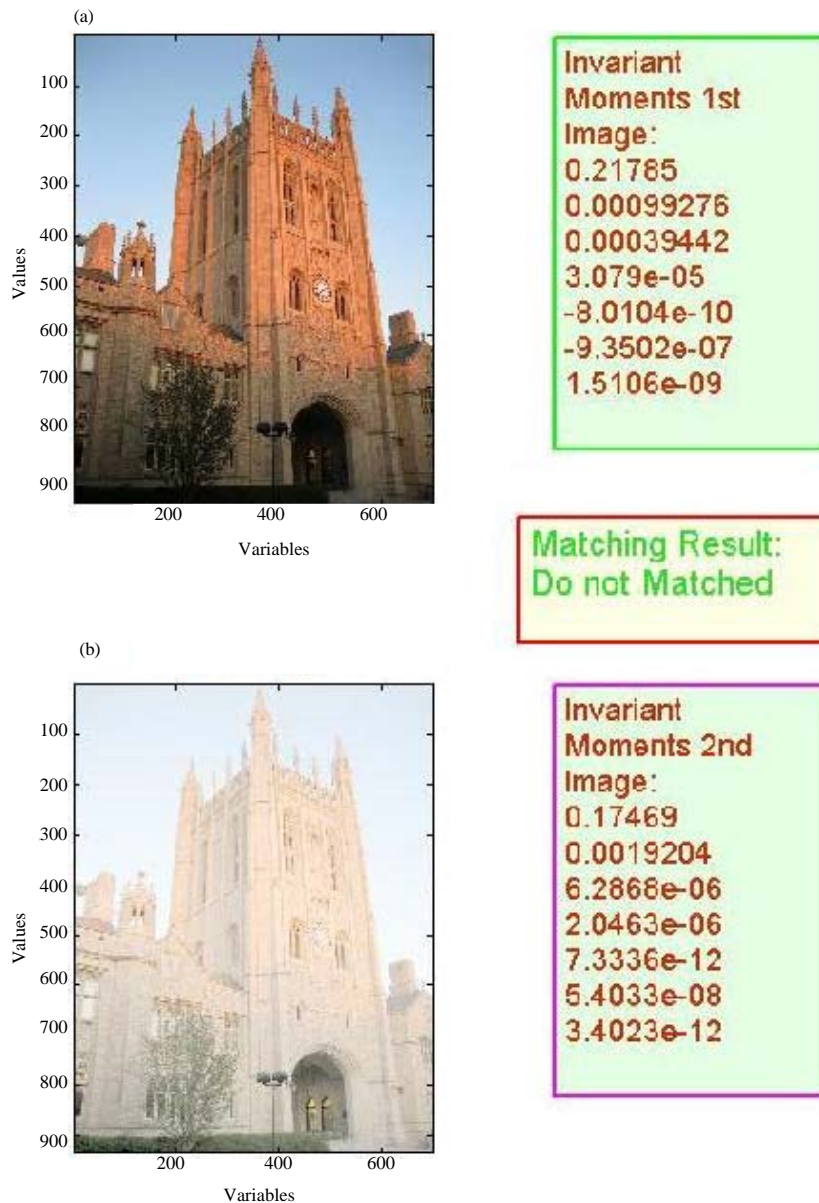 (a)
100
200
300
400
500
600
700
800
900
Values
200 400 600
Variables
Invariant
Moments 1st
Image:
0.21785
0.00099276
0.00039442
3.079e-05
-8.0104e-10
-9.3502e-07
1.5106e-09
Matching Result:
Do not Matched
(b)
100
200
300
400
500
600
700
800
900
Values
200 400 600
Variables
Invariant
Moments 2nd
Image:
0.17469
0.0019204
6.2868e-06
2.0463e-06
7.3336e-12
5.4033e-08
3.4023e-12